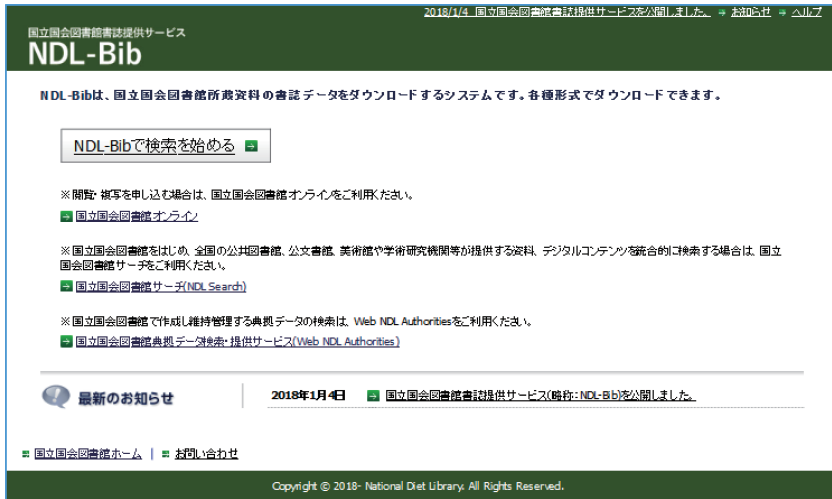 2018/1/4 国立国会図書館書誌提供サービスを公開しました。 お知らせ ヘルプ
国立国会図書館書誌提供サービス
NDL-Bib
NDL-Bibは、国立国会図書館所蔵資料の書誌データをダウンロードするシステムです。各種形式でダウンロードできます。
NDL-Bibで検索を始める
※閲覧・複写を申し込む場合は、国立国会図書館オンラインをご利用ください。
国立国会図書館オンライン
※国立国会図書館をはじめ、全国の公共図書館、公文書館、美術館や学術研究機関等が提供する資料、デジタルコンテンツを統合的に検索する場合は、国立
国会図書館サーチをご利用ください。
国立国会図書館サーチ(NDL Search)
※国立国会図書館で作成し維持管理する典拠データの検索は、Web NDL Authoritiesをご利用ください。
国立国会図書館典拠データ検索・提供サービス(Web NDL Authorities)
最新のお知らせ 2018年1月4日 国立国会図書館書誌提供サービス(略称:NDL-Bib)を公開しました。
国立国会図書館ホーム | お問い合わせ
Copyright © 2018- National Diet Library. All Rights Reserved.